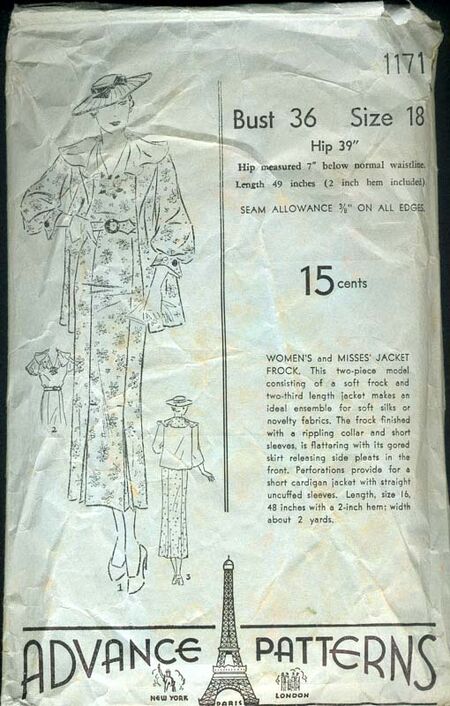 1171
Bust 36 Size 18
Hip 39"
Hip measured 7" below normal waistline.
Length 49 inches (2 inch hem included)
SEAM ALLOWANCE ⅜" ON ALL EDGES.
15 cents
WOMEN'S and MISSES' JACKET
FROCK. This two-piece model
consisting of a soft frock and
two-third length jacket makes an
ideal ensemble for soft silks or
novelty fabrics. The frock finished
with a rippling collar and short
sleeves, is flattering with its gored
skirt releasing side pleats in the
front. Perforations provide for a
short cardigan jacket with straight
uncuffed sleeves. Length, size 16,
48 inches with a 2-inch hem; width
about 2 yards.
2
1
3
ADVANCE PATTERNS
NEW YORK PARIS LONDON